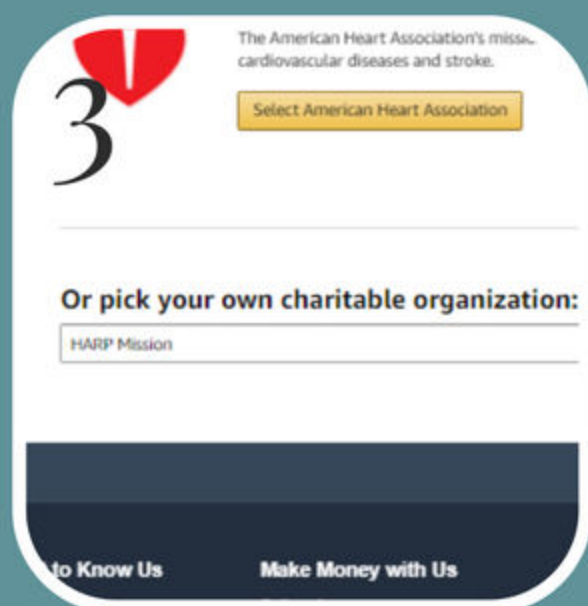 The American Heart Association's
cardiovascular diseases and stroke.
3
Select American Heart Association
Or pick your own charitable organization:
HARP Mission
to Know Us
Make Money with Us